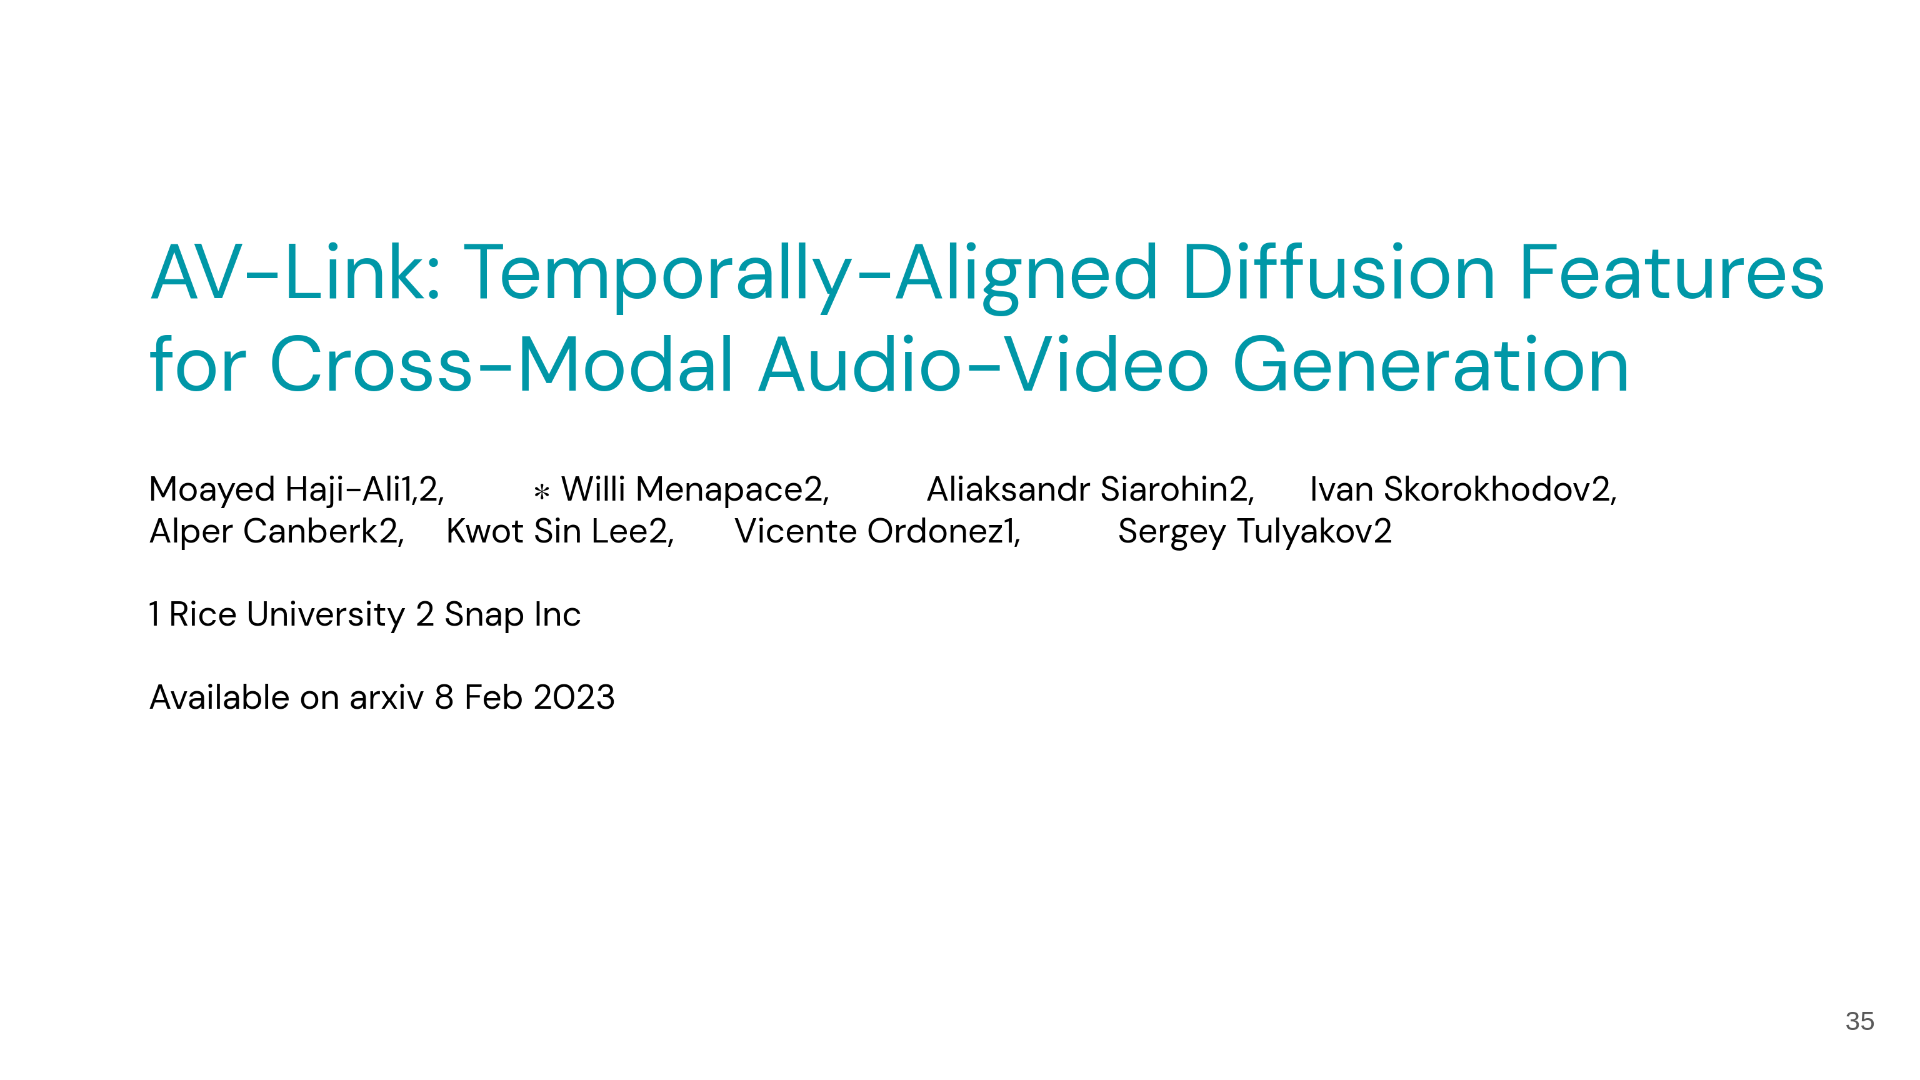 AV-Link: Temporally-Aligned Diffusion Features
for Cross-Modal Audio-Video Generation
Moayed Haji-Ali1,2, ∗ Willi Menapace2, Aliaksandr Siarohin2, Ivan Skorokhodov2,
Alper Canberk2, Kwot Sin Lee2, Vicente Ordonez1, Sergey Tulyakov2
1 Rice University 2 Snap Inc
Available on arxiv 8 Feb 2023
35